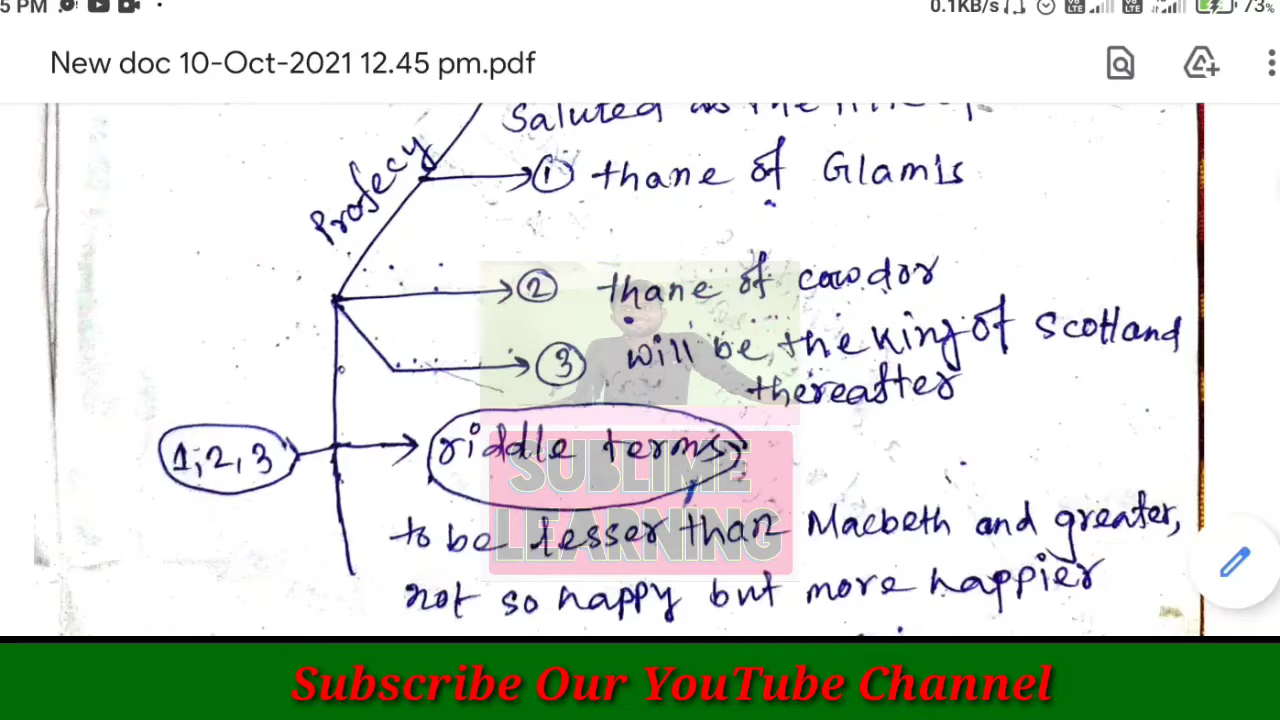 5 PM
0.1KB/s
73%
New doc 10-Oct-2021 12.45 pm.pdf
Saluted as the
Profecy
① thane of Glamis
② thane of cawdor
③ will be the King of Scotland
thereafter
1, 2, 3
riddle terms
SUBLIME
LEARNING
to be lesser than Macbeth and greater,
not so happy but more happier
Subscribe Our YouTube Channel